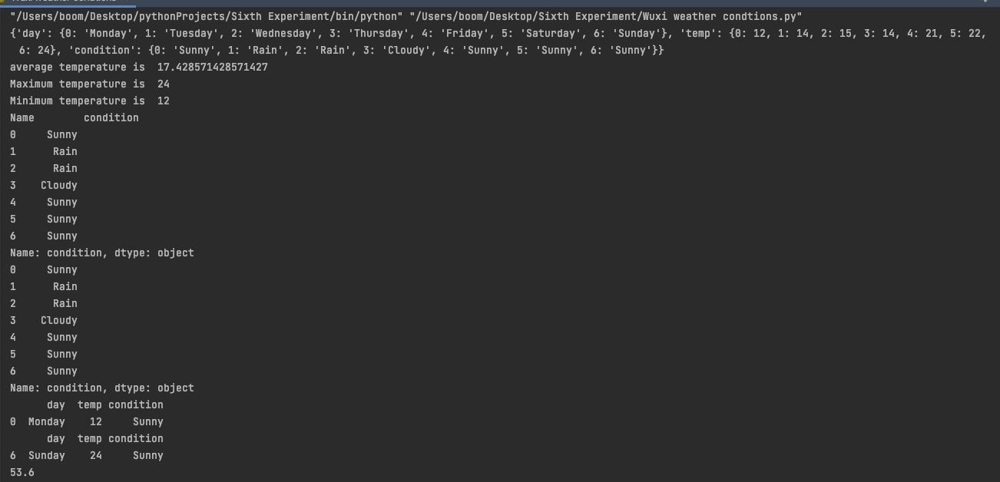 "/Users/boom/Desktop/pythonProjects/Sixth Experiment/bin/python" "/Users/boom/Desktop/Sixth Experiment/Wuxi weather condtions.py"
{'day': {0: 'Monday', 1: 'Tuesday', 2: 'Wednesday', 3: 'Thursday', 4: 'Friday', 5: 'Saturday', 6: 'Sunday'}, 'temp': {0: 12, 1: 14, 2: 15, 3: 14, 4: 21, 5: 22,
6: 24}, 'condition': {0: 'Sunny', 1: 'Rain', 2: 'Rain', 3: 'Cloudy', 4: 'Sunny', 5: 'Sunny', 6: 'Sunny'}}
average temperature is  17.428571428571427
Maximum temperature is  24
Minimum temperature is  12
Name        condition
0     Sunny
1      Rain
2      Rain
3    Cloudy
4     Sunny
5     Sunny
6     Sunny
Name: condition, dtype: object
0     Sunny
1      Rain
2      Rain
3    Cloudy
4     Sunny
5     Sunny
6     Sunny
Name: condition, dtype: object
      day  temp condition
0  Monday    12     Sunny
      day  temp condition
6  Sunday    24     Sunny
53.6